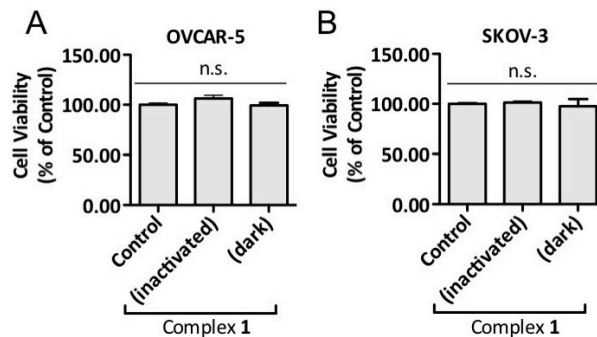 A
OVCAR-5
n.s.
Cell Viability
(% of Control)
150.00
100.00
50.00
0.00
Control
(inactivated)
(dark)
Complex 1
B
SKOV-3
n.s.
Cell Viability
(% of Control)
150.00
100.00
50.00
0.00
Control
(inactivated)
(dark)
Complex 1